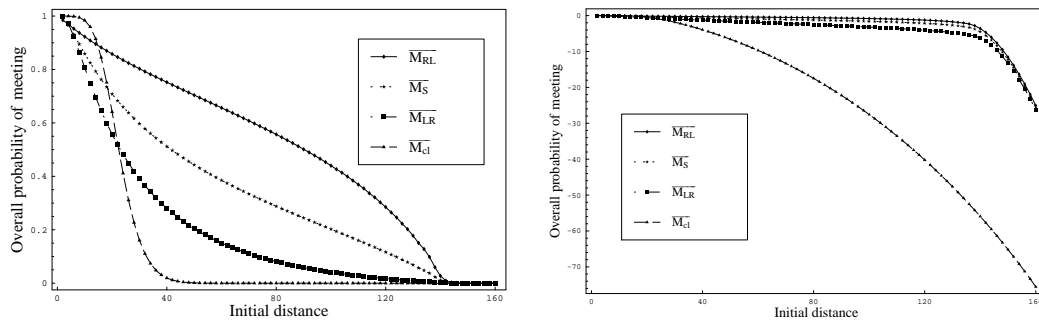 1
0.8
0.6
0.4
0.2
0
0
40
80
120
160
Overall probability of meeting
Initial distance
M_RL
M_S
M_LR
M_cl
0
-10
-20
-30
-40
-50
-60
-70
0
40
80
120
160
Overall probability of meeting
Initial distance
M_RL
M_S
M_LR
M_cl